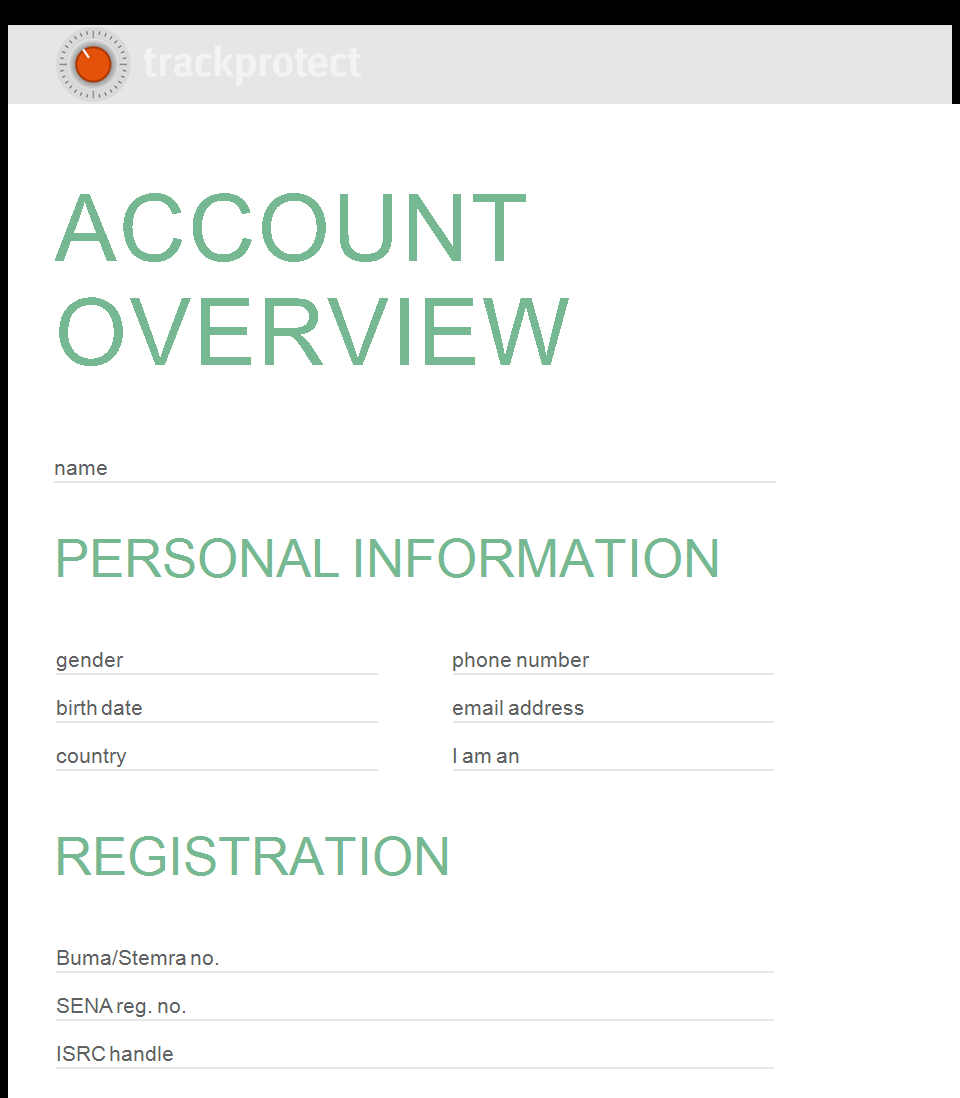 trackprotect
ACCOUNT
OVERVIEW
name
PERSONAL INFORMATION
gender
phone number
birth date
email address
country
I am an
REGISTRATION
Buma/Stemra no.
SENA reg. no.
ISRC handle